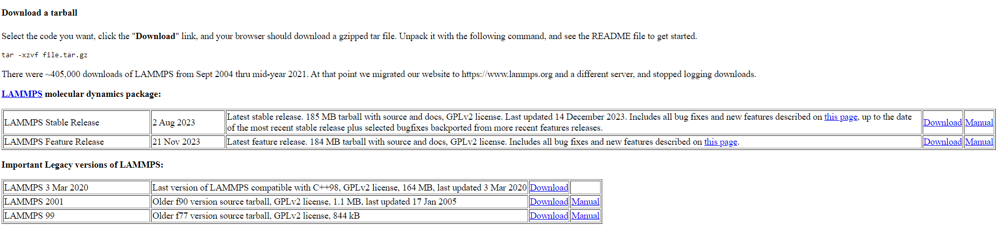 Download a tarball
Select the code you want, click the "Download" link, and your browser should download a gzipped tar file. Unpack it with the following command, and see the README file to get started.
tar -xzvf file.tar.gz
There were ~405,000 downloads of LAMMPS from Sept 2004 thru mid-year 2021. At that point we migrated our website to https://www.lammps.org and a different server, and stopped logging downloads.
LAMMPS molecular dynamics package:
LAMMPS Stable Release 2 Aug 2023 Latest stable release. 185 MB tarball with source and docs, GPLv2 license. Last updated 14 December 2023. Includes all bug fixes and new features described on this page, up to the date
of the most recent stable release plus selected bugfixes backported from more recent features releases. Download Manual
LAMMPS Feature Release 21 Nov 2023 Latest feature release. 184 MB tarball with source and docs, GPLv2 license. Includes all bug fixes and new features described on this page. Download Manual
Important Legacy versions of LAMMPS:
LAMMPS 3 Mar 2020 Last version of LAMMPS compatible with C++98, GPLv2 license, 164 MB, last updated 3 Mar 2020 Download
LAMMPS 2001 Older f90 version source tarball, GPLv2 license, 1.1 MB, last updated 17 Jan 2005 Download Manual
LAMMPS 99 Older f77 version source tarball, GPLv2 license, 844 kB Download Manual